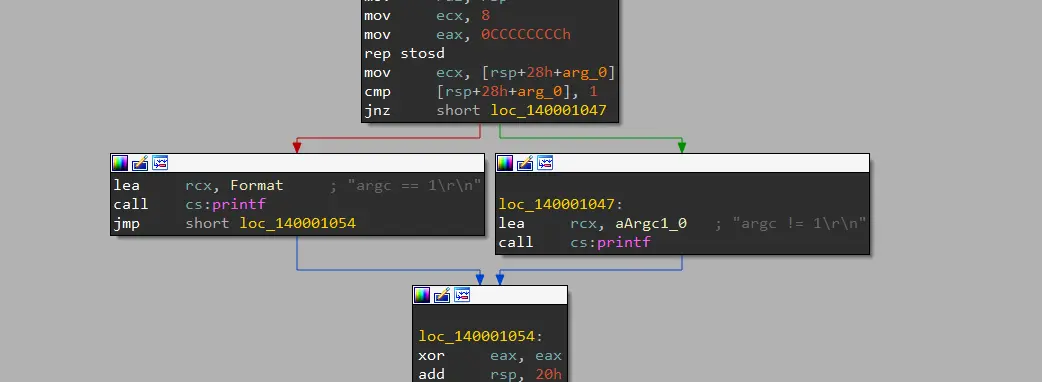 mov     rdi, rsp
mov     ecx, 8
mov     eax, 0CCCCCCCCh
rep stosd
mov     ecx, [rsp+28h+arg_0]
cmp     [rsp+28h+arg_0], 1
jnz     short loc_140001047
lea     rcx, Format     ; "argc == 1\r\n"
call    cs:printf
jmp     short loc_140001054
loc_140001047:
lea     rcx, aArgc1_0   ; "argc != 1\r\n"
call    cs:printf
loc_140001054:
xor     eax, eax
add     rsp, 20h